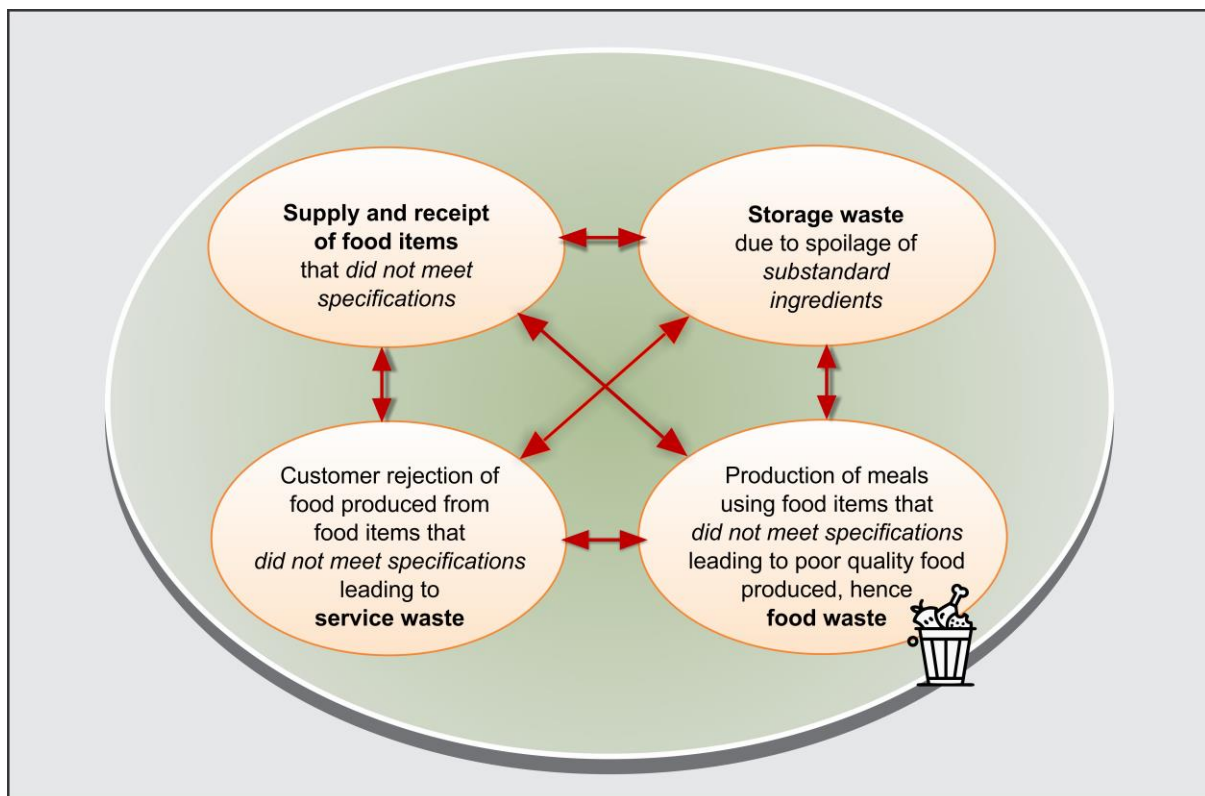 Supply and receipt
of food items
that did not meet
specifications
Storage waste
due to spoilage of
substandard
ingredients
Customer rejection of
food produced from
food items that
did not meet specifications
leading to
service waste
Production of meals
using food items that
did not meet specifications
leading to poor quality food
produced, hence
food waste